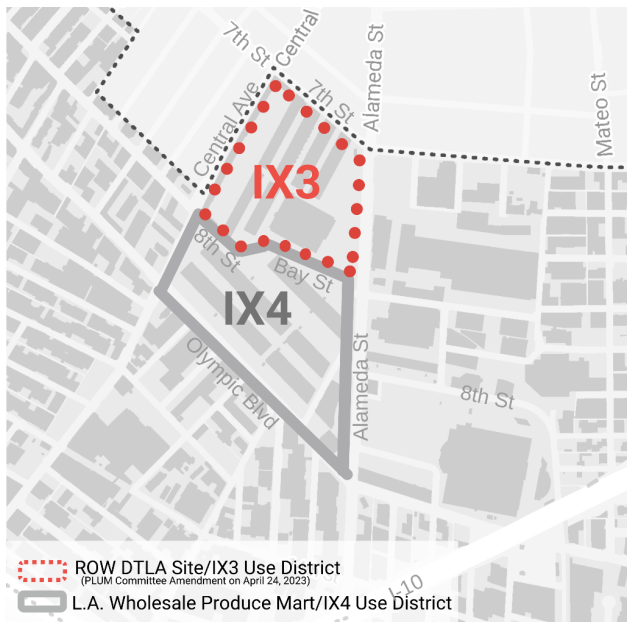 7th St
Central
Alameda St
Mateo St
Central Ave
7th St
IX3
8th St
Bay St
IX4
Olympic Blvd
Alameda St
8th St
I-10
ROW DTLA Site/IX3 Use District
(PLUM Committee Amendment on April 24, 2023)
L.A. Wholesale Produce Mart/IX4 Use District